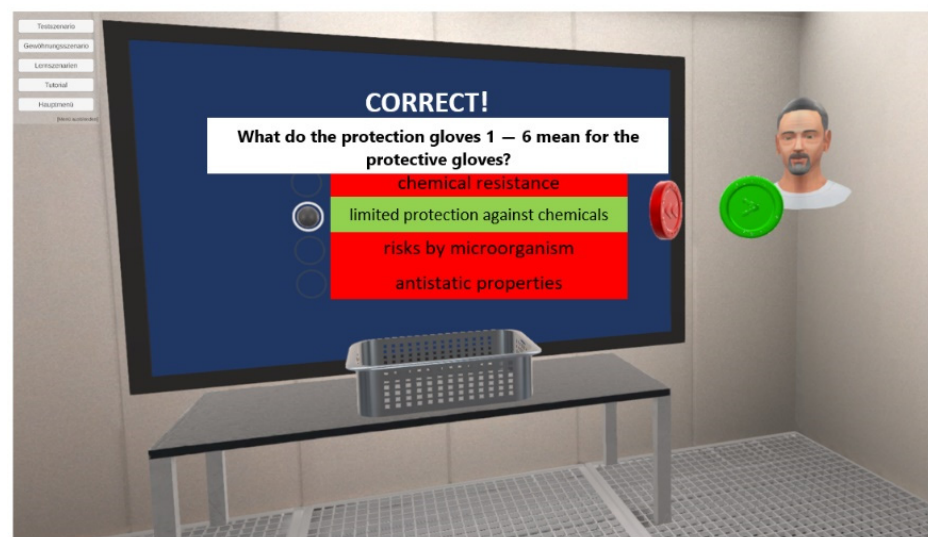 Testszenario
Gewöhnungsszenario
Lernszenarien
Tutorial
Hauptmenü
CORRECT!
What do the protection gloves 1 — 6 mean for the
protective gloves?
chemical resistance
limited protection against chemicals
risks by microorganism
antistatic properties